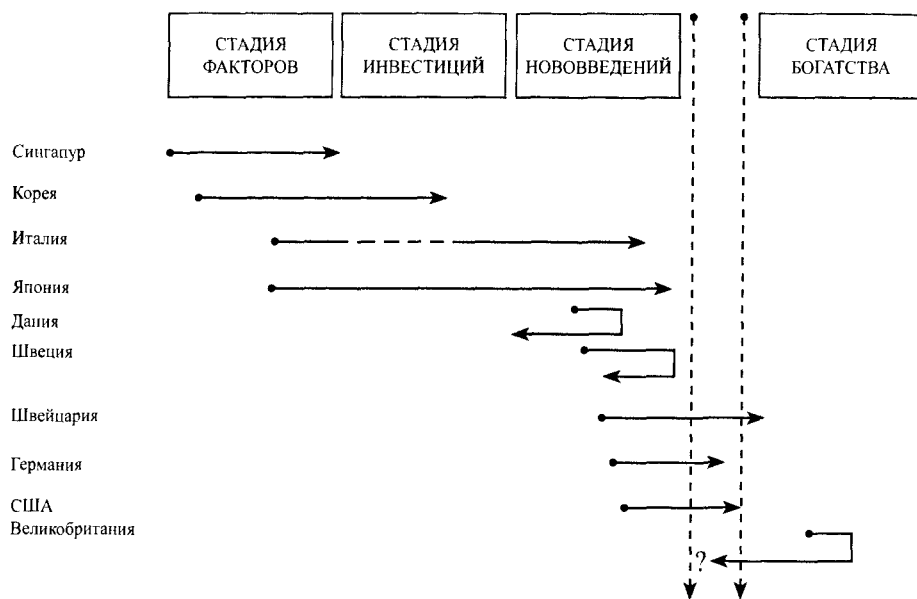 СТАДИЯ
ФАКТОРОВ
СТАДИЯ
ИНВЕСТИЦИЙ
СТАДИЯ
НОВОВВЕДЕНИЙ
СТАДИЯ
БОГАТСТВА
Сингапур
Корея
Италия
Япония
Дания
Швеция
Швейцария
Германия
США
Великобритания
?